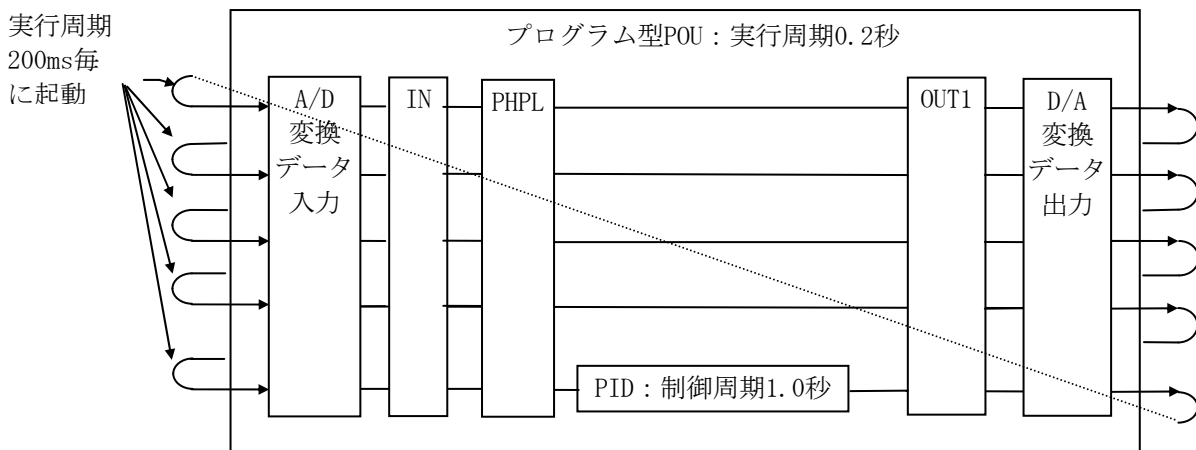 実行周期
200ms毎
に起動
プログラム型POU：実行周期0.2秒
A/D
変換
データ
入力
IN
PHPL
OUT1
D/A
変換
データ
出力
PID：制御周期1.0秒